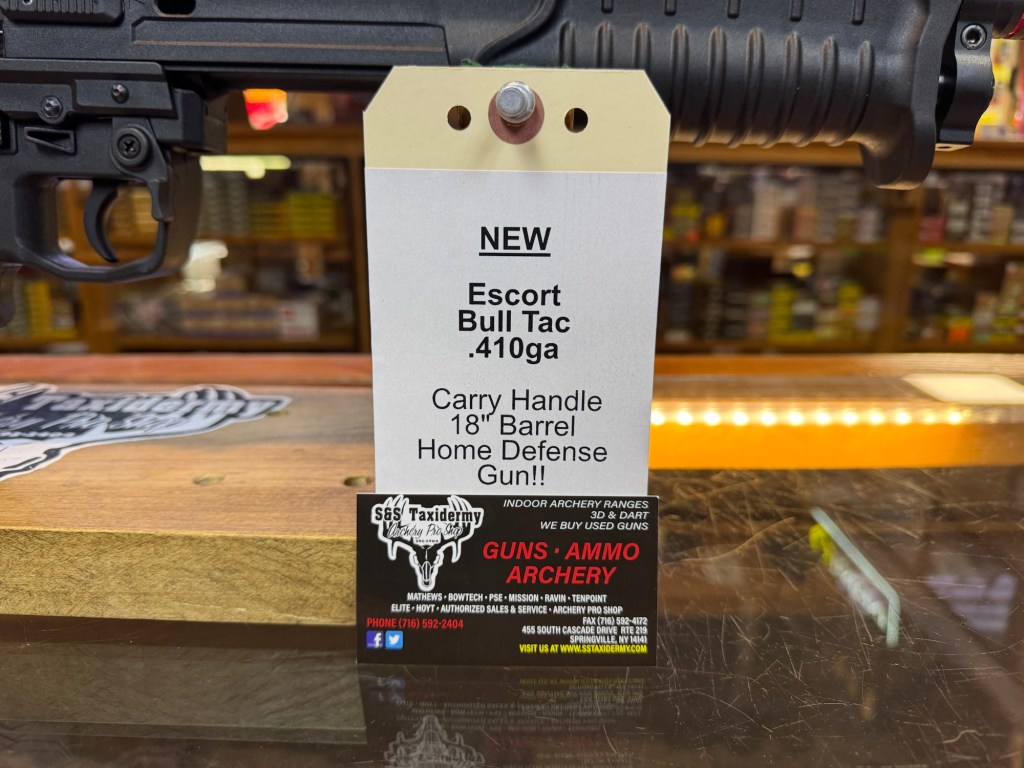 NEW
Escort
Bull Tac
.410ga
Carry Handle
18" Barrel
Home Defense
Gun!!
S&S Taxidermy
Archery Pro Shop
INDOOR ARCHERY RANGES
3D & DART
WE BUY USED GUNS
GUNS • AMMO
ARCHERY
MATHEWS • BOWTECH • PSE • MISSION • RAVIN • TENPOINT
ELITE • HOYT • AUTHORIZED SALES & SERVICE • ARCHERY PRO SHOP
PHONE (716) 592-2404
FAX (716) 592-4172
455 SOUTH CASCADE DRIVE RTE 219
SPRINGVILLE, NY 14141
VISIT US AT WWW.SSTAXIDERMY.COM